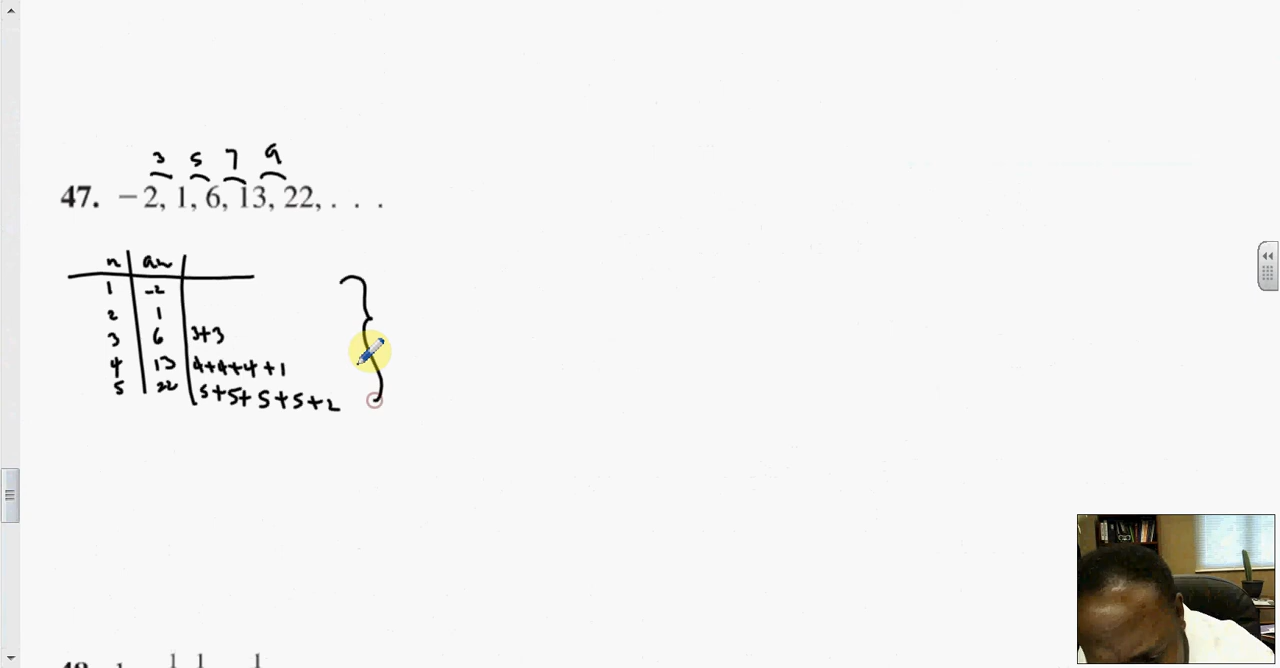 3 5 7 9
47. −2, 1, 6, 13, 22, . . .
n an
1 -2
2 1
3 6 3+3
4 13 4+4+4+1
5 22 5+5+5+5+2